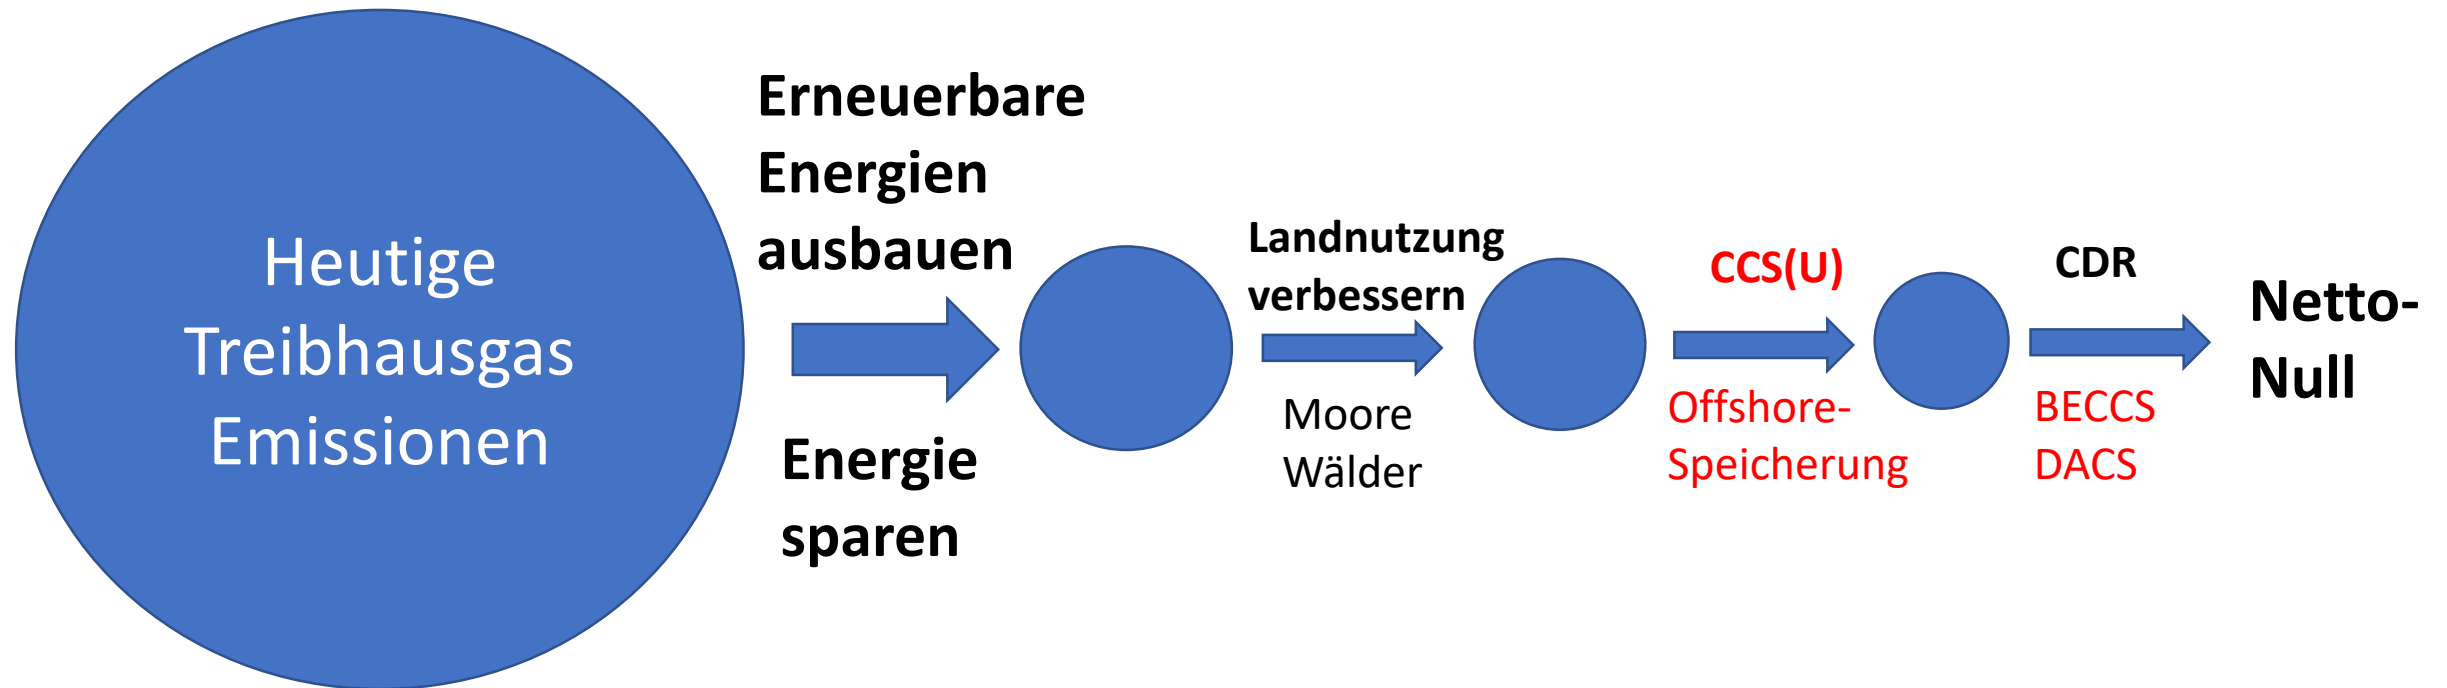 Heutige
Treibhausgas
Emissionen
Erneuerbare
Energien
ausbauen
Energie
sparen
Landnutzung
verbessern
Moore
Wälder
CCS(U)
Offshore-
Speicherung
CDR
BECCS
DACS
Netto-
Null